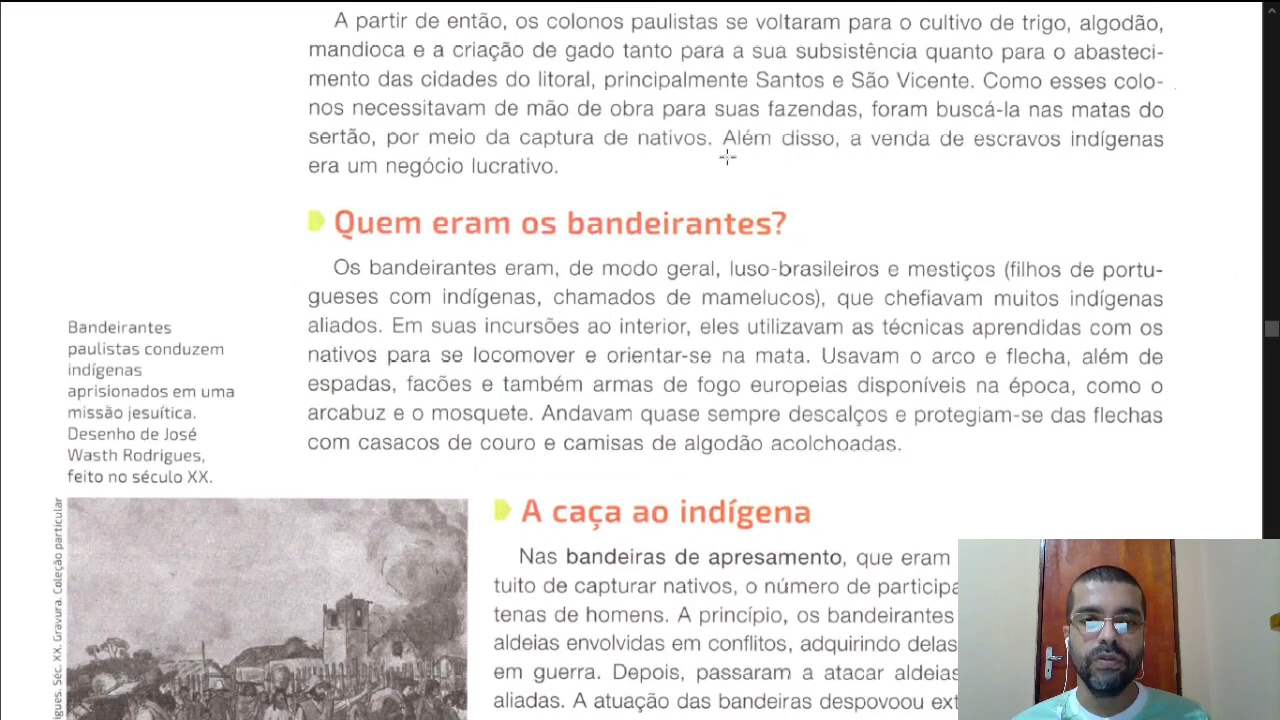 A partir de então, os colonos paulistas se voltaram para o cultivo de trigo, algodão,
mandioca e a criação de gado tanto para a sua subsistência quanto para o abasteci-
mento das cidades do litoral, principalmente Santos e São Vicente. Como esses colo-
nos necessitavam de mão de obra para suas fazendas, foram buscá-la nas matas do
sertão, por meio da captura de nativos. Além disso, a venda de escravos indígenas
era um negócio lucrativo.
Quem eram os bandeirantes?
Os bandeirantes eram, de modo geral, luso-brasileiros e mestiços (filhos de portu-
gueses com indígenas, chamados de mamelucos), que chefiavam muitos indígenas
aliados. Em suas incursões ao interior, eles utilizavam as técnicas aprendidas com os
nativos para se locomover e orientar-se na mata. Usavam o arco e flecha, além de
espadas, facões e também armas de fogo europeias disponíveis na época, como o
arcabuz e o mosquete. Andavam quase sempre descalços e protegiam-se das flechas
com casacos de couro e camisas de algodão acolchoadas.
Bandeirantes
paulistas conduzem
indígenas
aprisionados em uma
missão jesuítica.
Desenho de José
Wasth Rodrigues,
feito no século XX.
igues. Séc. XX. Gravura. Coleção particular
A caça ao indígena
Nas bandeiras de apresamento, que eram
tuito de capturar nativos, o número de participa
tenas de homens. A princípio, os bandeirantes
aldeias envolvidas em conflitos, adquirindo delas
em guerra. Depois, passaram a atacar aldeias
aliadas. A atuação das bandeiras despovoou ext